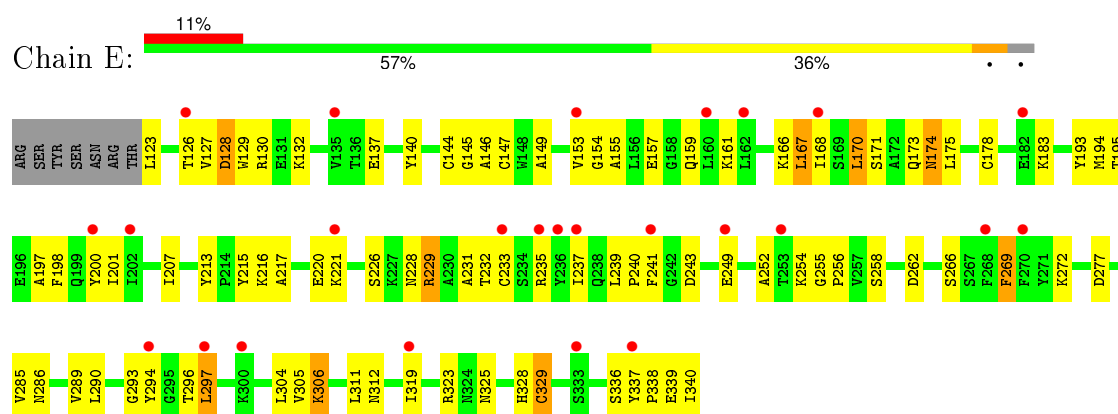 11%
Chain E:
57% 36% • •
ARG SER TYR SER ASN ARG THR L123 T126 V127 D128 W129 R130 E131 K132 V135 T136 E137 Y140 C144 G145 A146 C147 W148 A149 V153 G154 A155 L156 E157 G158 Q159 L160 K161 L162 K166 L167 I168 S169 L170 S171 A172 Q173 N174 L175 C178 E182 K183 Y193 M194 T195
E196 A197 F198 Q199 Y200 I201 I202 I207 Y213 P214 Y215 K216 A217 E220 K221 S226 K227 N228 R229 A230 A231 T232 C233 S234 R235 Y236 I237 Q238 L239 P240 F241 G242 D243 E249 A252 T253 K254 G255 P256 V257 S258 D262 S266 S267 F268 F269 F270 Y271 K272 D277
V285 N286 V289 L290 G293 Y294 G295 T296 L297 K300 L304 V305 K306 L311 N312 I319 R323 N324 N325 H328 C329 S333 S336 Y337 P338 E339 I340